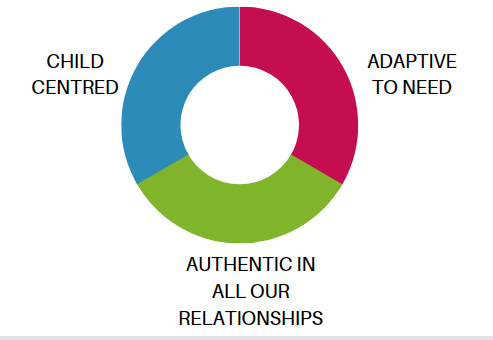 CHILD
CENTRED
ADAPTIVE
TO NEED
AUTHENTIC IN
ALL OUR
RELATIONSHIPS